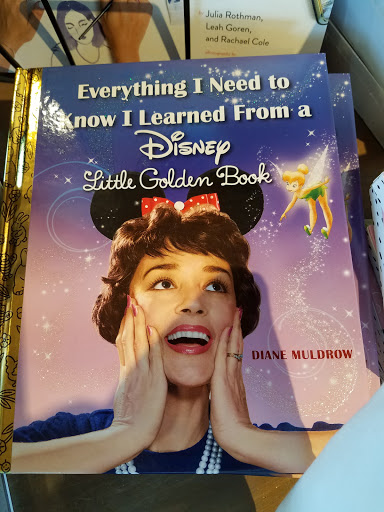 Julia Rothman,
Leah Goren,
and Rachael Cole
Everything I Need to
Know I Learned From a
Disney
Little Golden Book
DIANE MULDROW